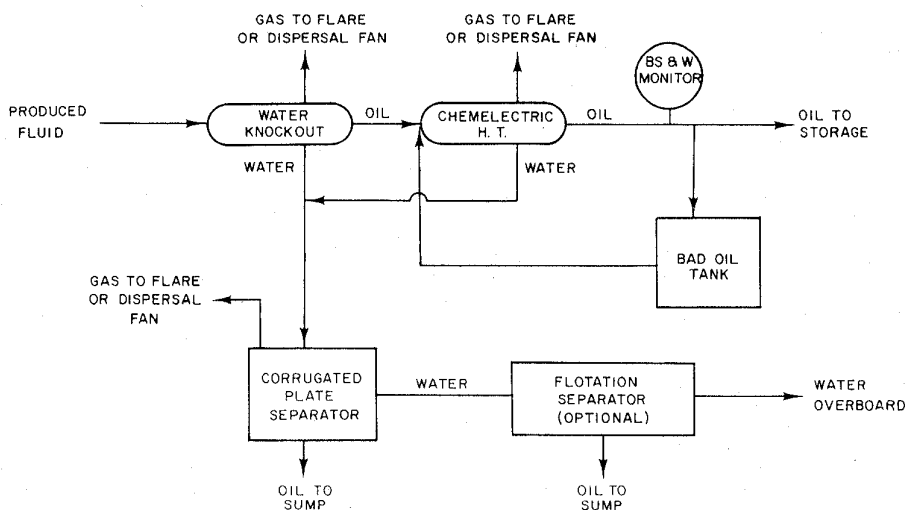 GAS TO FLARE
OR DISPERSAL FAN
GAS TO FLARE
OR DISPERSAL FAN
BS & W
MONITOR
PRODUCED
FLUID
WATER
KNOCKOUT
OIL
CHEMELECTRIC
H. T.
OIL
OIL TO
STORAGE
WATER
WATER
BAD OIL
TANK
GAS TO FLARE
OR DISPERSAL
FAN
CORRUGATED
PLATE
SEPARATOR
WATER
FLOTATION
SEPARATOR
(OPTIONAL)
WATER
OVERBOARD
OIL TO
SUMP
OIL TO
SUMP